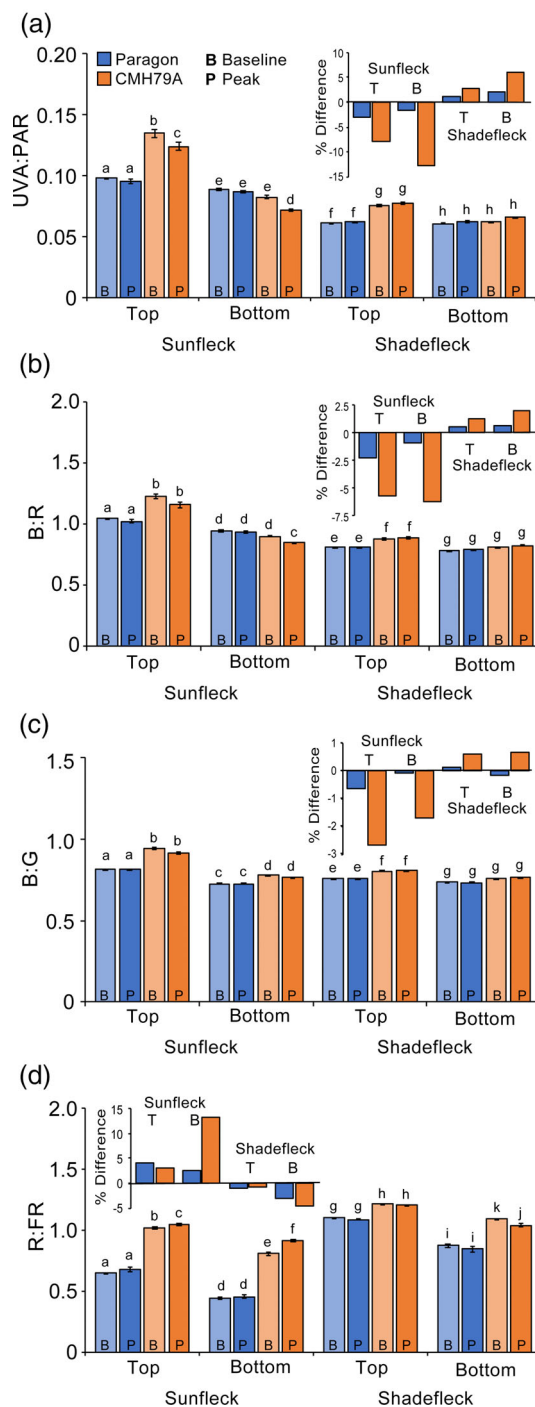 (a)
Paragon B Baseline
CMH79A P Peak
UVA:PAR
0.20
0.15
0.10
0.05
0
% Difference
10
5
0
-5
-10
-15
Sunfleck
T B
T B
Shadefleck
a a b c e e e d f f g g h h h h
B P B P B P B P B P B P B P B P
Top Bottom Top Bottom
Sunfleck Shadefleck
(b)
B:R
2.0
1.5
1.0
0.5
0
% Difference
5
2.5
0
-2.5
-5
-7.5
Sunfleck
T B
T B
Shadefleck
a a b b d d d c e e f f g g g g
B P B P B P B P B P B P B P B P
Top Bottom Top Bottom
Sunfleck Shadefleck
(c)
B:G
1.5
1.0
0.5
0
% Difference
1
0
-1
-2
-3
Sunfleck
T B
T B
Shadefleck
a a b b c c d d e e f f g g g g
B P B P B P B P B P B P B P B P
Top Bottom Top Bottom
Sunfleck Shadefleck
(d)
R:FR
2.0
1.5
1.0
0.5
0
% Difference
15
10
5
0
-5
Sunfleck
T B
Shadefleck
T B
a a b c d d e f g g h h i i k j
B P B P B P B P B P B P B P B P
Top Bottom Top Bottom
Sunfleck Shadefleck